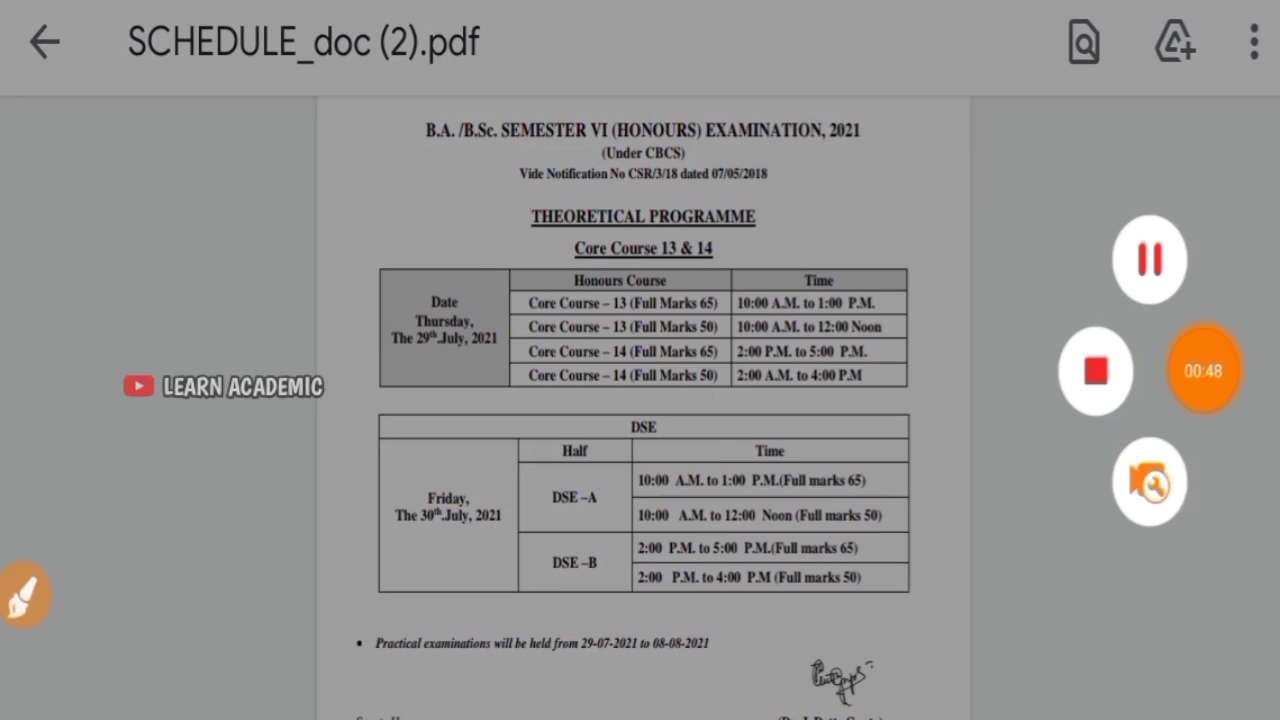 SCHEDULE_doc (2).pdf
B.A. /B.Sc. SEMESTER VI (HONOURS) EXAMINATION, 2021
(Under CBCS)
Vide Notification No CSR/3/18 dated 07/05/2018
THEORETICAL PROGRAMME
Core Course 13 & 14
Date
Thursday,
The 29th.July, 2021
Honours Course Time
Core Course – 13 (Full Marks 65) 10:00 A.M. to 1:00 P.M.
Core Course – 13 (Full Marks 50) 10:00 A.M. to 12:00 Noon
Core Course – 14 (Full Marks 65) 2:00 P.M. to 5:00 P.M.
Core Course – 14 (Full Marks 50) 2:00 A.M. to 4:00 P.M
LEARN ACADEMIC
00:48
DSE
Half Time
Friday,
The 30th.July, 2021
DSE –A
10:00 A.M. to 1:00 P.M.(Full marks 65)
10:00 A.M. to 12:00 Noon (Full marks 50)
DSE –B
2:00 P.M. to 5:00 P.M.(Full marks 65)
2:00 P.M. to 4:00 P.M (Full marks 50)
• Practical examinations will be held from 29-07-2021 to 08-08-2021